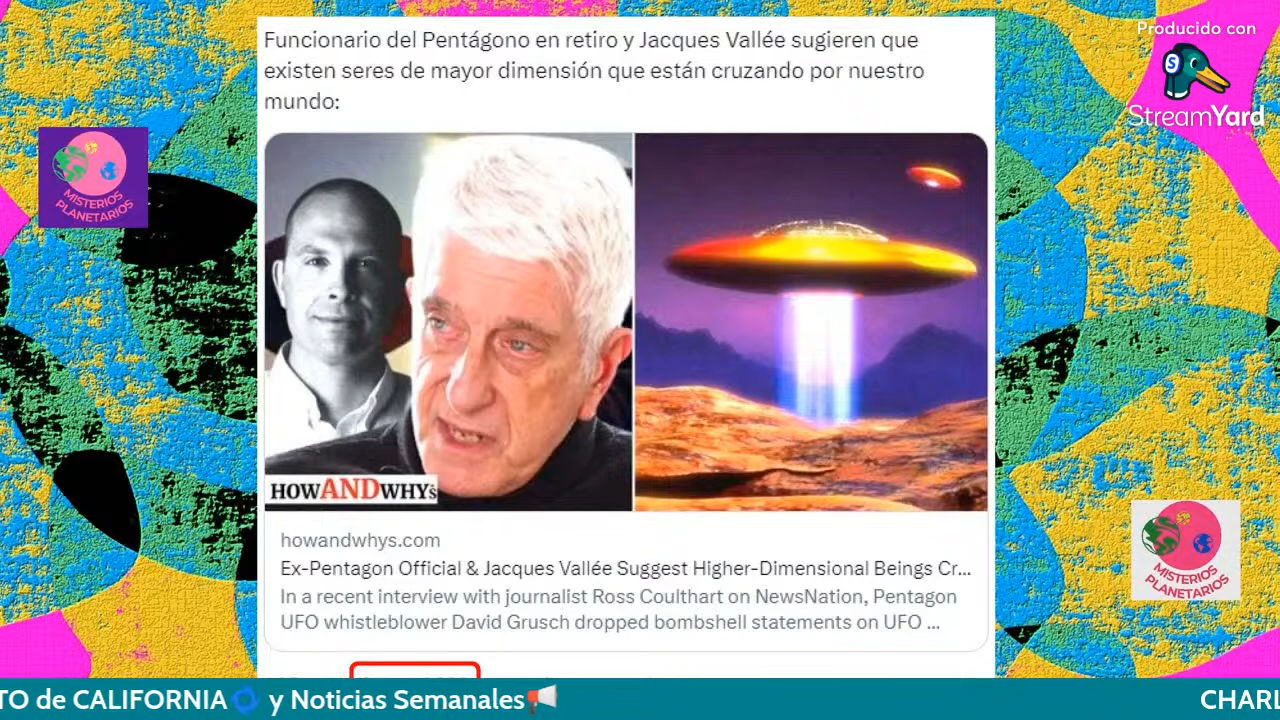 Producido con
StreamYard
Funcionario del Pentágono en retiro y Jacques Vallée sugieren que
existen seres de mayor dimensión que están cruzando por nuestro
mundo:
MISTERIOS
PLANETARIOS
HOWANDWHYs
howandwhys.com
Ex-Pentagon Official & Jacques Vallée Suggest Higher-Dimensional Beings Cr...
In a recent interview with journalist Ross Coulthart on NewsNation, Pentagon
UFO whistleblower David Grusch dropped bombshell statements on UFO ...
MISTERIOS
PLANETARIOS
TO de CALIFORNIA y Noticias Semanales
CHARL